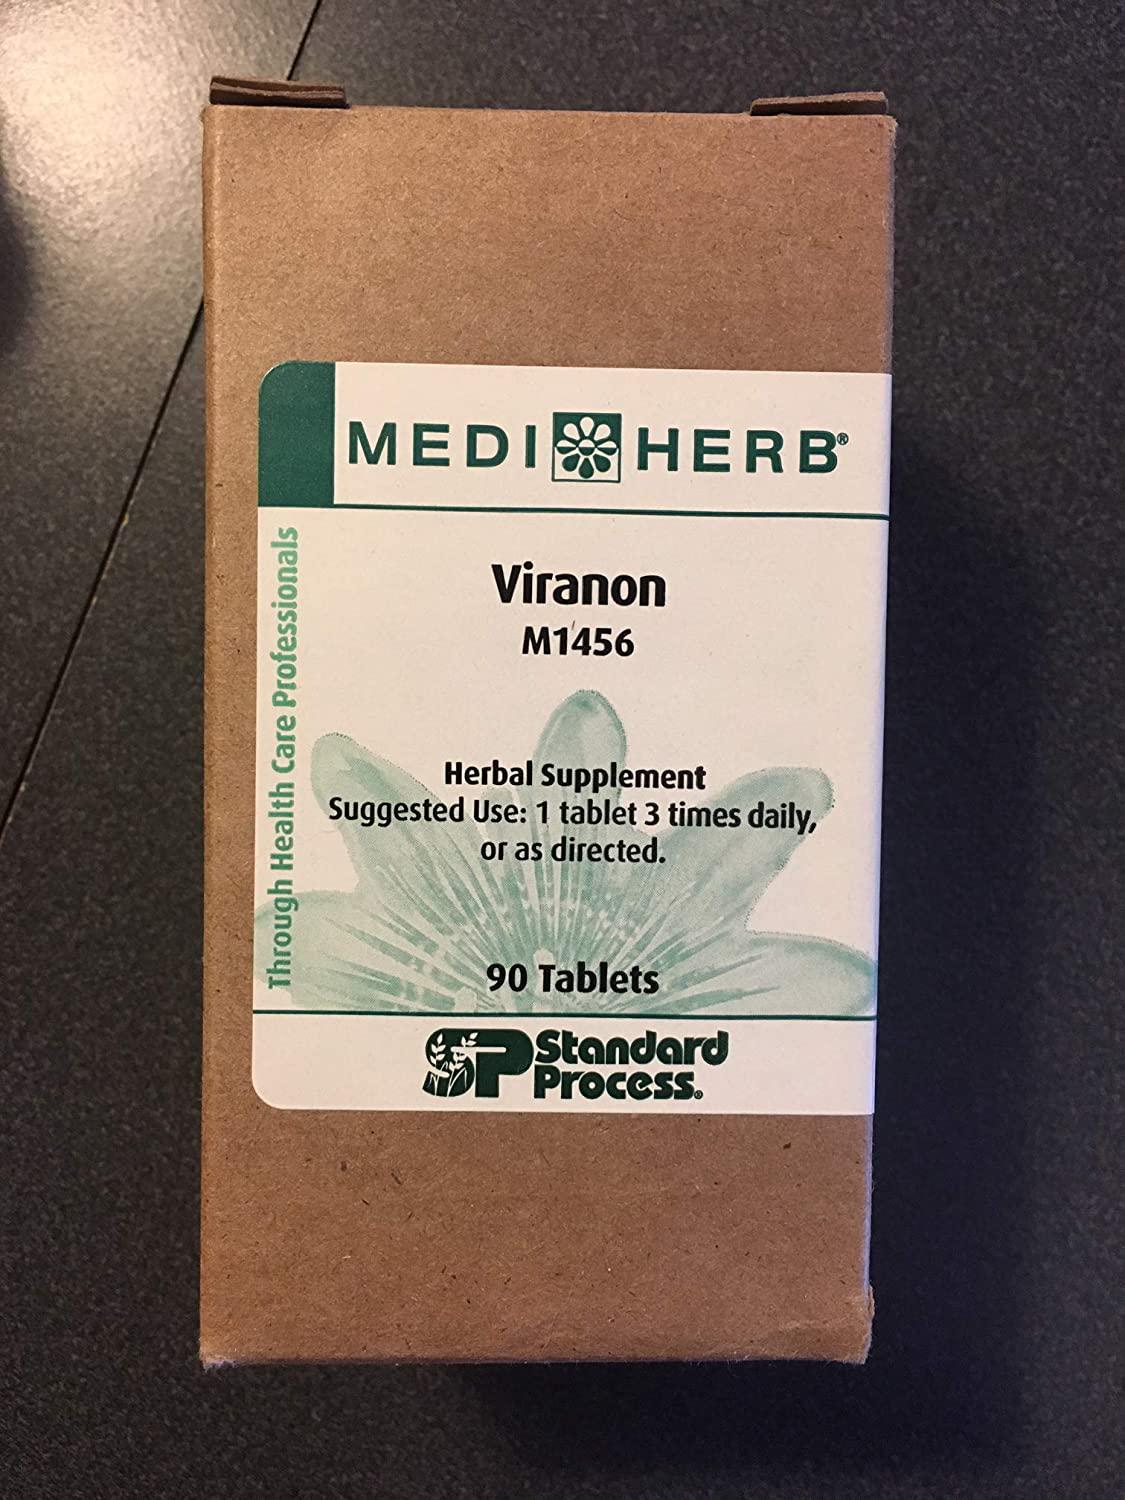 MEDI HERB®
Through Health Care Professionals
Viranon
M1456
Herbal Supplement
Suggested Use: 1 tablet 3 times daily,
or as directed.
90 Tablets
SP Standard
Process®